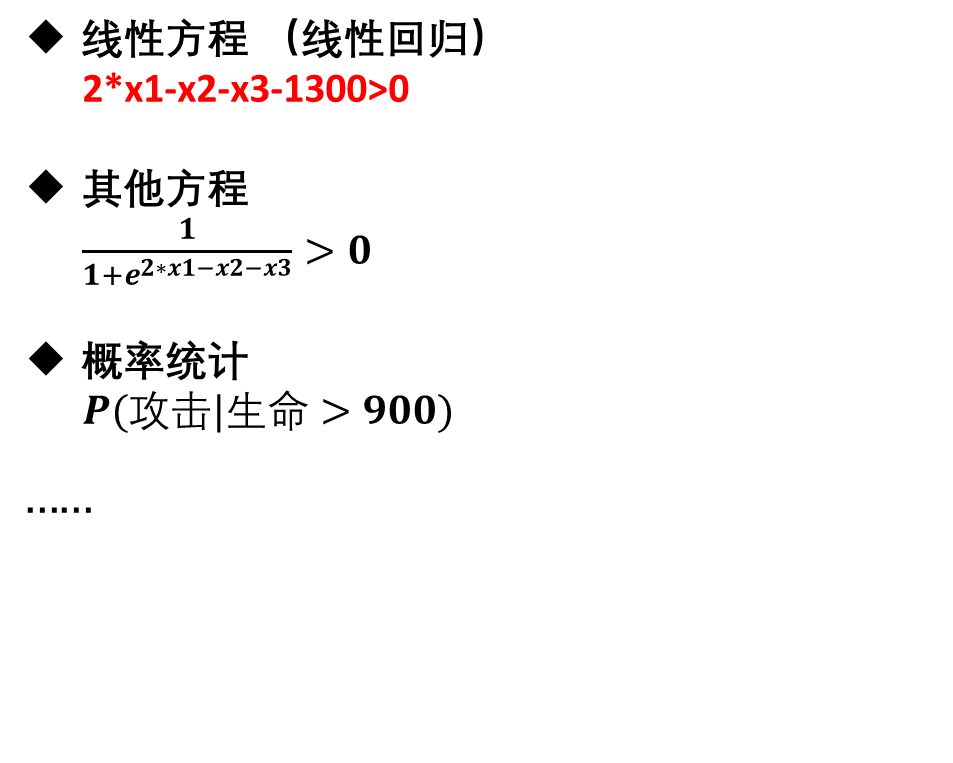 ◆ 线性方程 （线性回归）
2*x1-x2-x3-1300>0
◆ 其他方程
\frac{1}{1+e^{2*x1-x2-x3}} > 0
◆ 概率统计
P(攻击|生命 > 900)
……